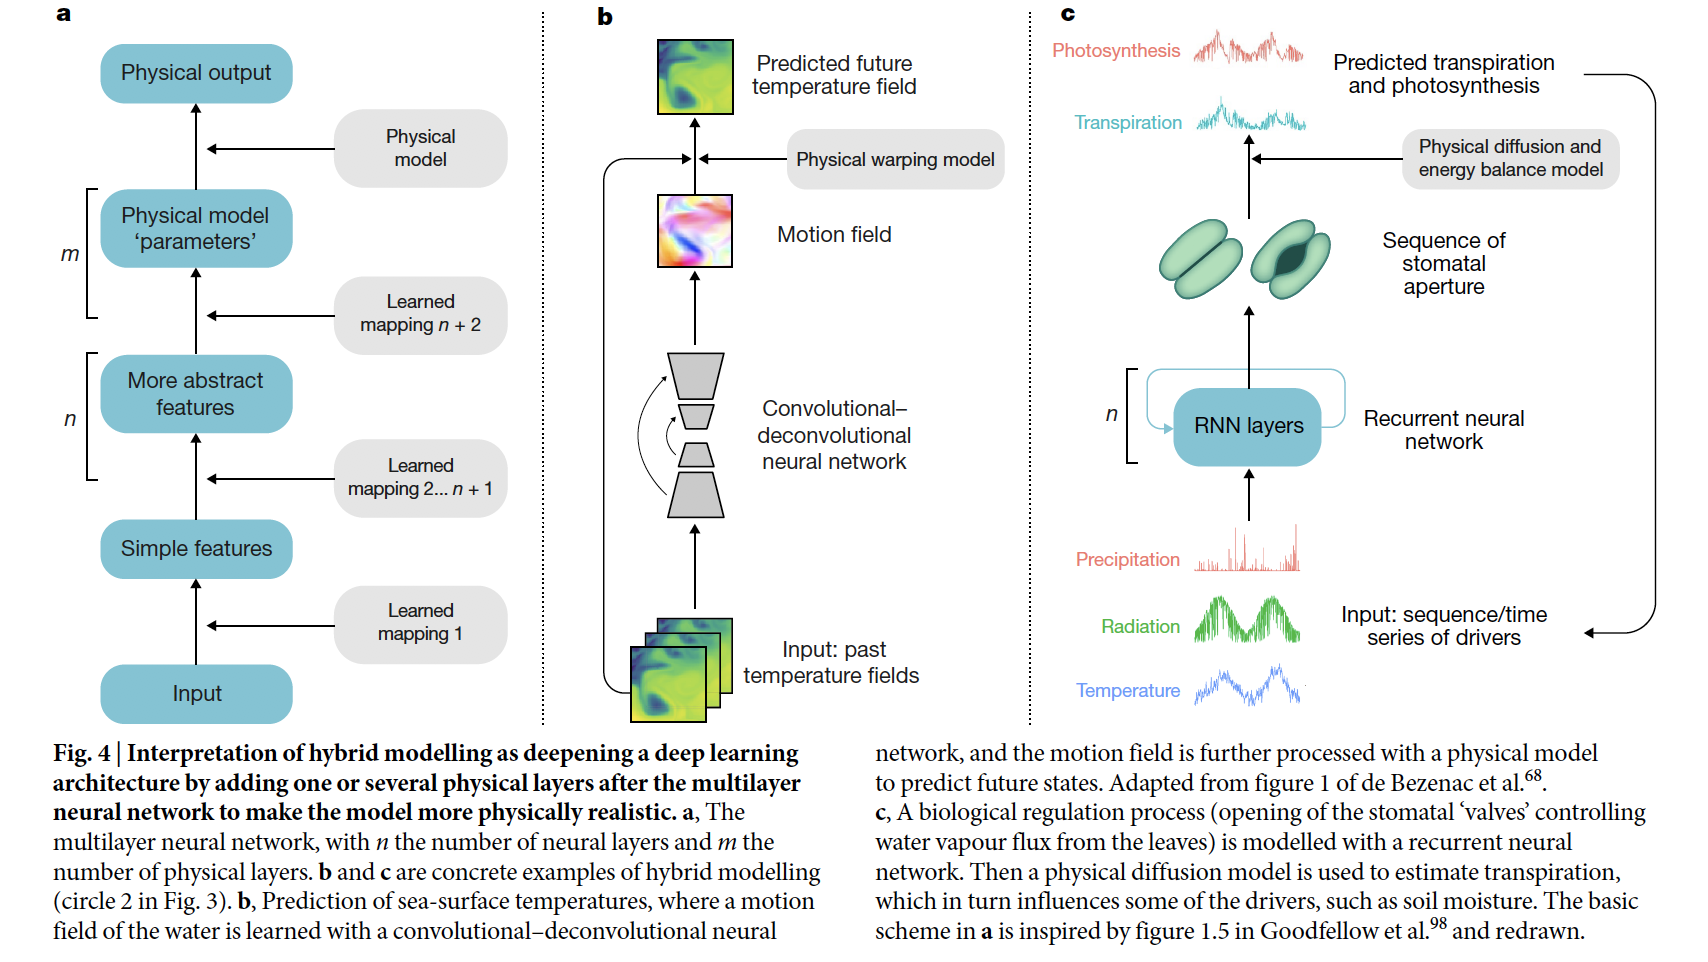 a
Physical output
Physical
model
Physical model
‘parameters’
m
Learned
mapping n + 2
More abstract
features
n
Learned
mapping 2... n + 1
Simple features
Learned
mapping 1
Input
b
Predicted future
temperature field
Physical warping model
Motion field
Convolutional–
deconvolutional
neural network
Input: past
temperature fields
c
Photosynthesis
Predicted transpiration
and photosynthesis
Transpiration
Physical diffusion and
energy balance model
Sequence of
stomatal
aperture
n
RNN layers
Recurrent neural
network
Precipitation
Radiation
Input: sequence/time
series of drivers
Temperature
Fig. 4 | Interpretation of hybrid modelling as deepening a deep learning
architecture by adding one or several physical layers after the multilayer
neural network to make the model more physically realistic. a, The
multilayer neural network, with n the number of neural layers and m the
number of physical layers. b and c are concrete examples of hybrid modelling
(circle 2 in Fig. 3). b, Prediction of sea-surface temperatures, where a motion
field of the water is learned with a convolutional–deconvolutional neural
network, and the motion field is further processed with a physical model
to predict future states. Adapted from figure 1 of de Bezenac et al.68.
c, A biological regulation process (opening of the stomatal ‘valves’ controlling
water vapour flux from the leaves) is modelled with a recurrent neural
network. Then a physical diffusion model is used to estimate transpiration,
which in turn influences some of the drivers, such as soil moisture. The basic
scheme in a is inspired by figure 1.5 in Goodfellow et al.98 and redrawn.